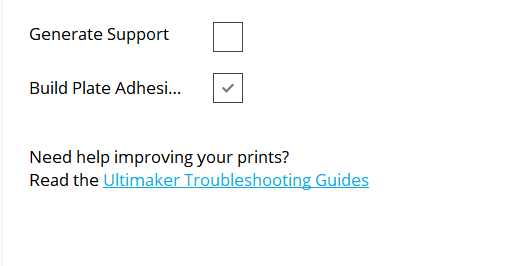 Generate Support
Build Plate Adhesi...
Need help improving your prints?
Read the Ultimaker Troubleshooting Guides